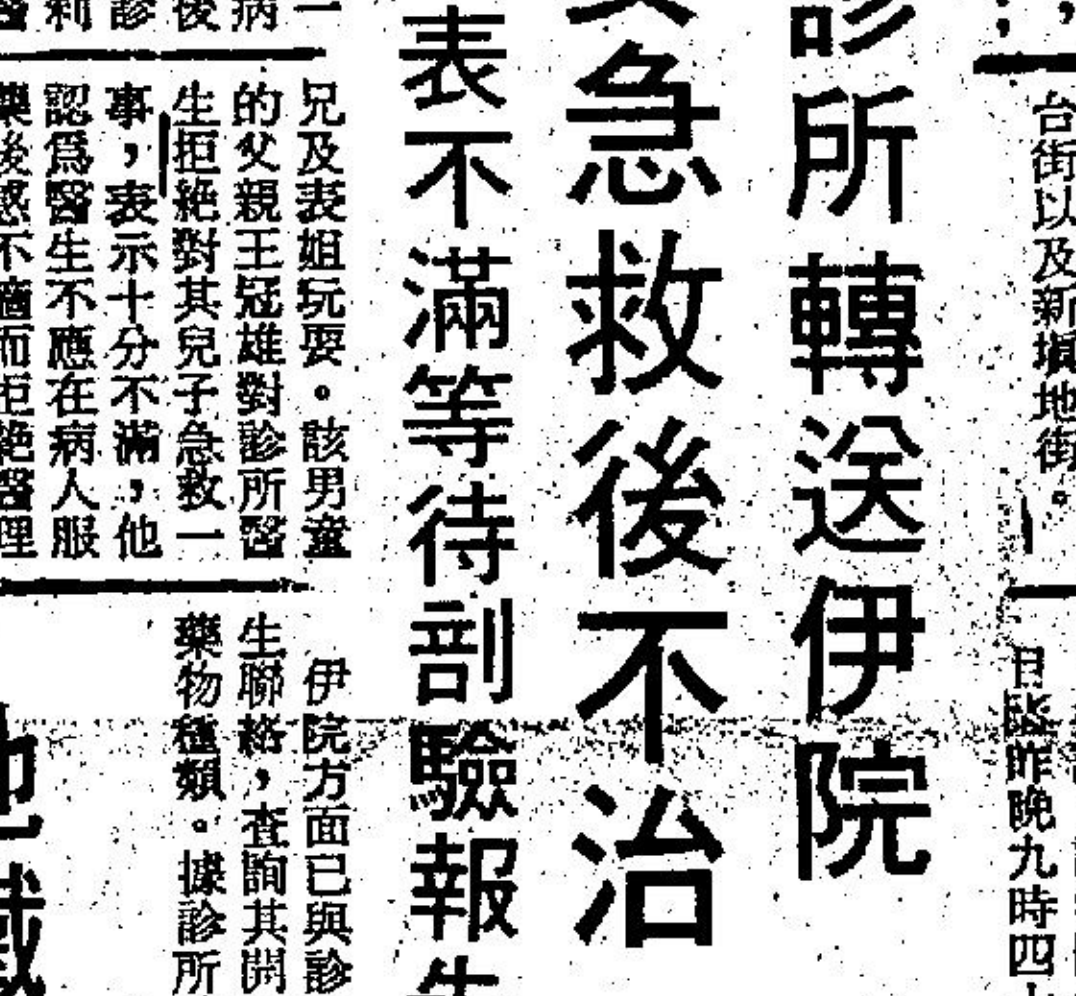 台街以及新填地街。
日
昨晚九時四
診所轉送伊院
急救後不治
表不滿等待剖驗報告
兄及表姐玩耍。該男童
的父親王冠雄對診所醫
生拒絕對其兒子急救一
事，表示十分不滿，他
認爲醫生不應在病人服
藥後感不適而拒絕醫理
伊院方面已與診
生聯絡，查詢其開
藥物種類。據診所
病
後
診
利
醫